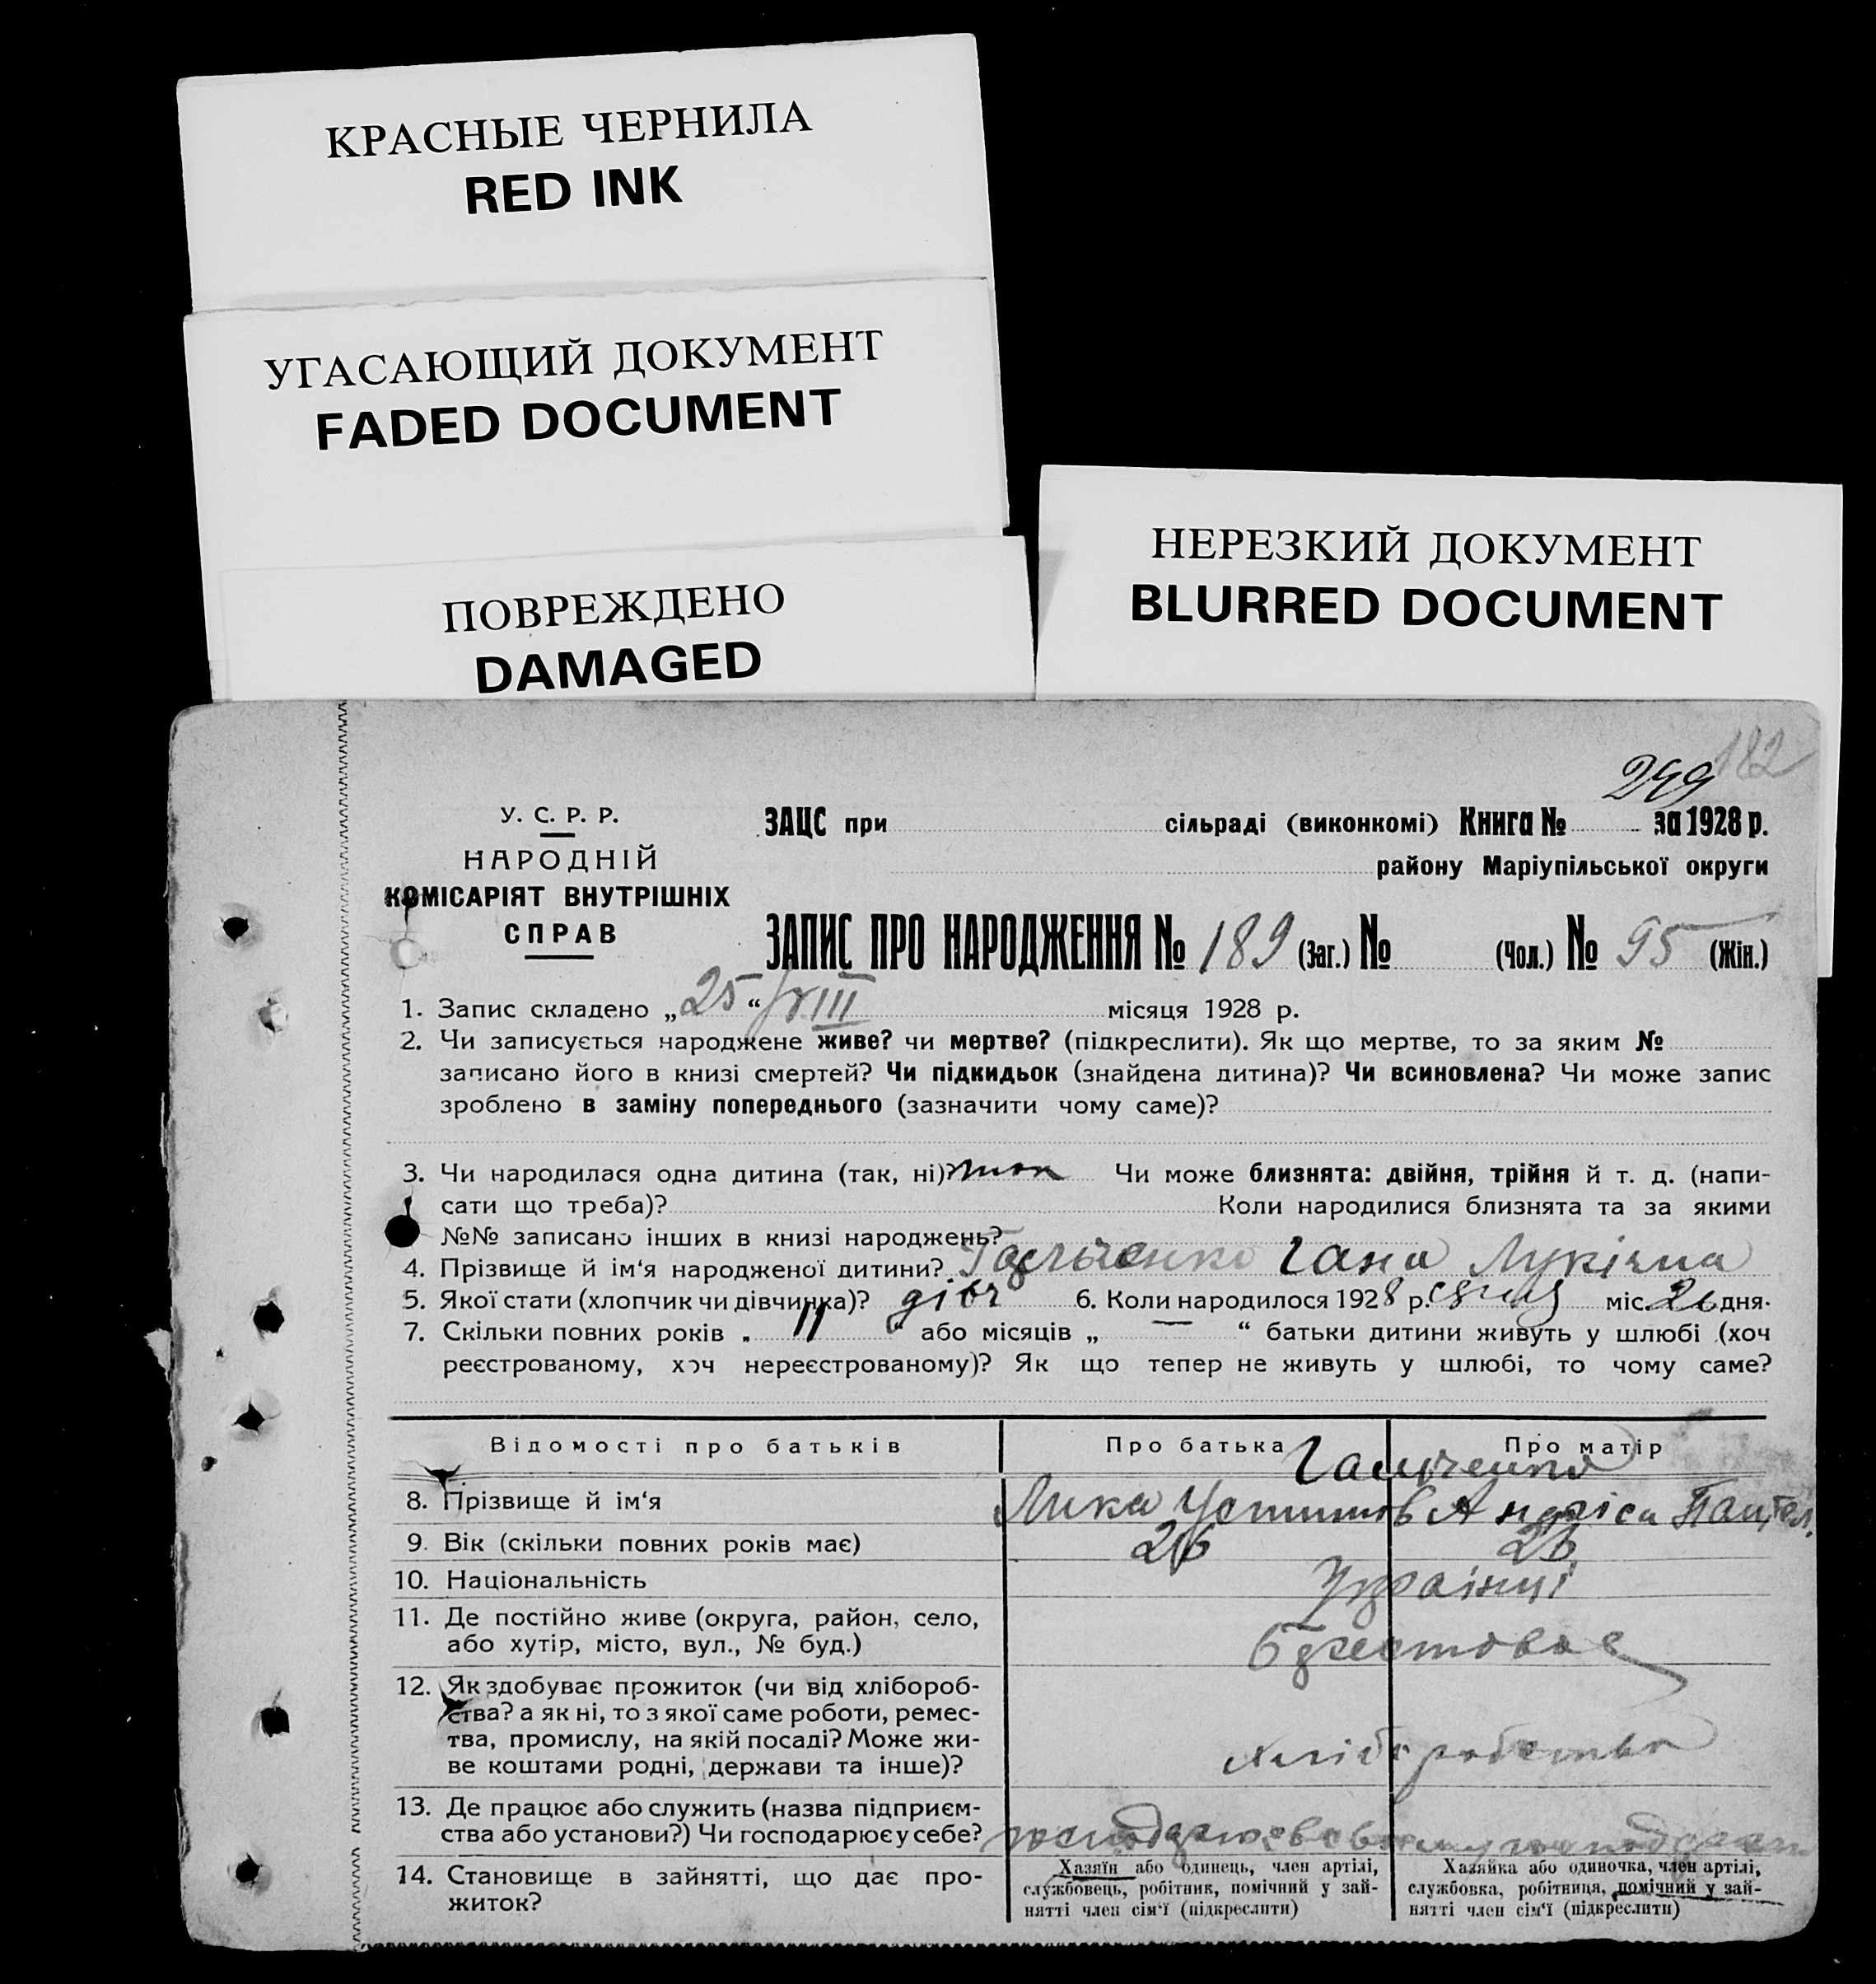 КРАСНЫЕ ЧЕРНИЛА
RED INK
УГАСАЮЩИЙ ДОКУМЕНТ
FADED DOCUMENT
НЕРЕЗКИЙ ДОКУМЕНТ
BLURRED DOCUMENT
ПОВРЕЖДЕНО
DAMAGED
182
299
У. С. Р. Р.
НАРОДНІЙ
КОМІСАРІЯТ ВНУТРІШНІХ
СПРАВ
ЗАЦС при сільраді (виконкомі) Книга № за 1928 р.
району Маріупільської округи
ЗАПИС ПРО НАРОДЖЕННЯ № 189 (Заг.) № (Чол.) № 95 (Жін.)
1. Запис складено „25“ VIII місяця 1928 р.
2. Чи записується народжене живе? чи мертве? (підкреслити). Як що мертве, то за яким №
записано його в книзі смертей? Чи підкидьок (знайдена дитина)? Чи всиновлена? Чи може запис
зроблено в заміну попереднього (зазначити чому саме)?
3. Чи народилася одна дитина (так, ні)? так Чи може близнята: двійня, трійня й т. д. (напи-
сати що треба)? Коли народилися близнята та за якими
№№ записано інших в книзі народжень?
4. Прізвище й ім‘я народженої дитини? Гана Лукічна
5. Якої стати (хлопчик чи дівчинка)? дівч 6. Коли народилося 1928 р. міс. 26 дня.
7. Скільки повних років „ 11 “ або місяців „ — “ батьки дитини живуть у шлюбі (хоч
реєстрованому, хоч нереєстрованому)? Як що тепер не живуть у шлюбі, то чому саме?
Відомості про батьків Про батька Про матір
8. Прізвище й ім‘я Лука Устинов Пантел.
9. Вік (скільки повних років має) 26 26
10. Національність Українці
11. Де постійно живе (округа, район, село,
або хутір, місто, вул., № буд.)
12. Як здобуває прожиток (чи від хлібороб-
ства? а як ні, то з якої саме роботи, ремес-
тва, промислу, на якій посаді? Може жи-
ве коштами родні, держави та інше)? хліборобство
13. Де працює або служить (назва підприєм-
ства або установи?) Чи господарює у себе?
14. Становище в зайнятті, що дає про-
житок?
Хазяїн або одинець, член артілі,
службовець, робітник, помічний у зай-
нятті член сім‘ї (підкреслити)
Хазяйка або одиночка, член артілі,
службовка, робітниця, помічний у зай-
нятті член сім‘ї (підкреслити)